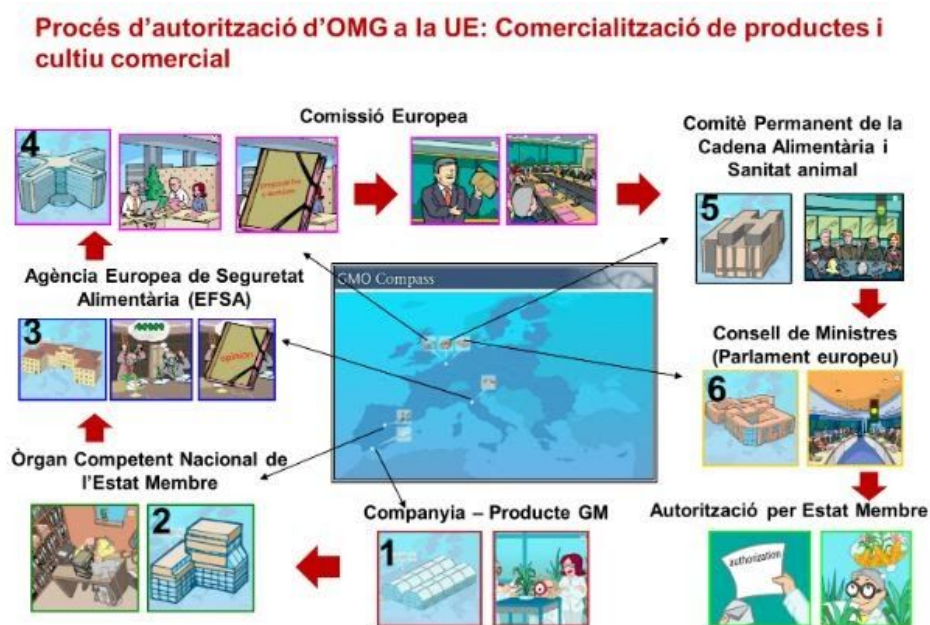 Procés d'autorització d'OMG a la UE: Comercialització de productes i
cultiu comercial
Comissió Europea
4
Comitè Permanent de la
Cadena Alimentària i
Sanitat animal
5
Agència Europea de Seguretat
Alimentària (EFSA)
3
opinion
GMO Compass
Consell de Ministres
(Parlament europeu)
6
Òrgan Competent Nacional de
l'Estat Membre
2
Companyia – Producte GM
1
Autorització per Estat Membre
authorization